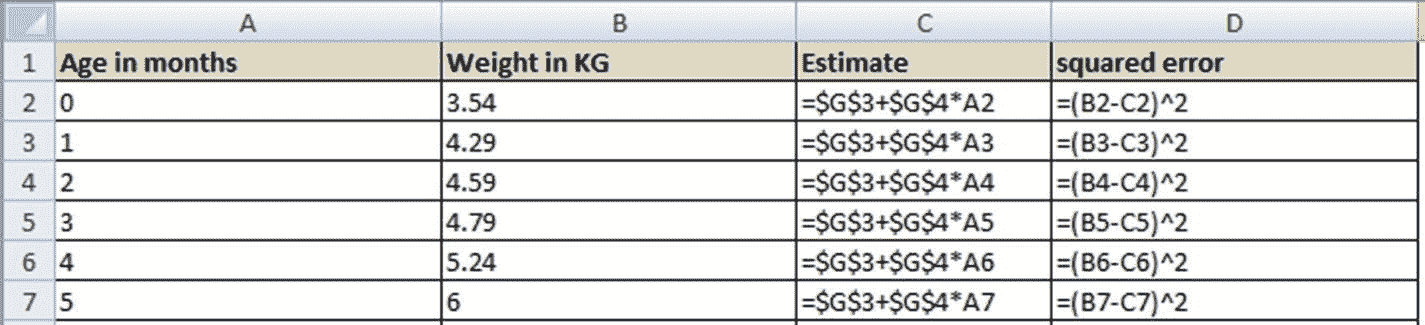 A B C D
1 Age in months Weight in KG Estimate squared error
2 0 3.54 =$G$3+$G$4*A2 =(B2-C2)^2
3 1 4.29 =$G$3+$G$4*A3 =(B3-C3)^2
4 2 4.59 =$G$3+$G$4*A4 =(B4-C4)^2
5 3 4.79 =$G$3+$G$4*A5 =(B5-C5)^2
6 4 5.24 =$G$3+$G$4*A6 =(B6-C6)^2
7 5 6 =$G$3+$G$4*A7 =(B7-C7)^2